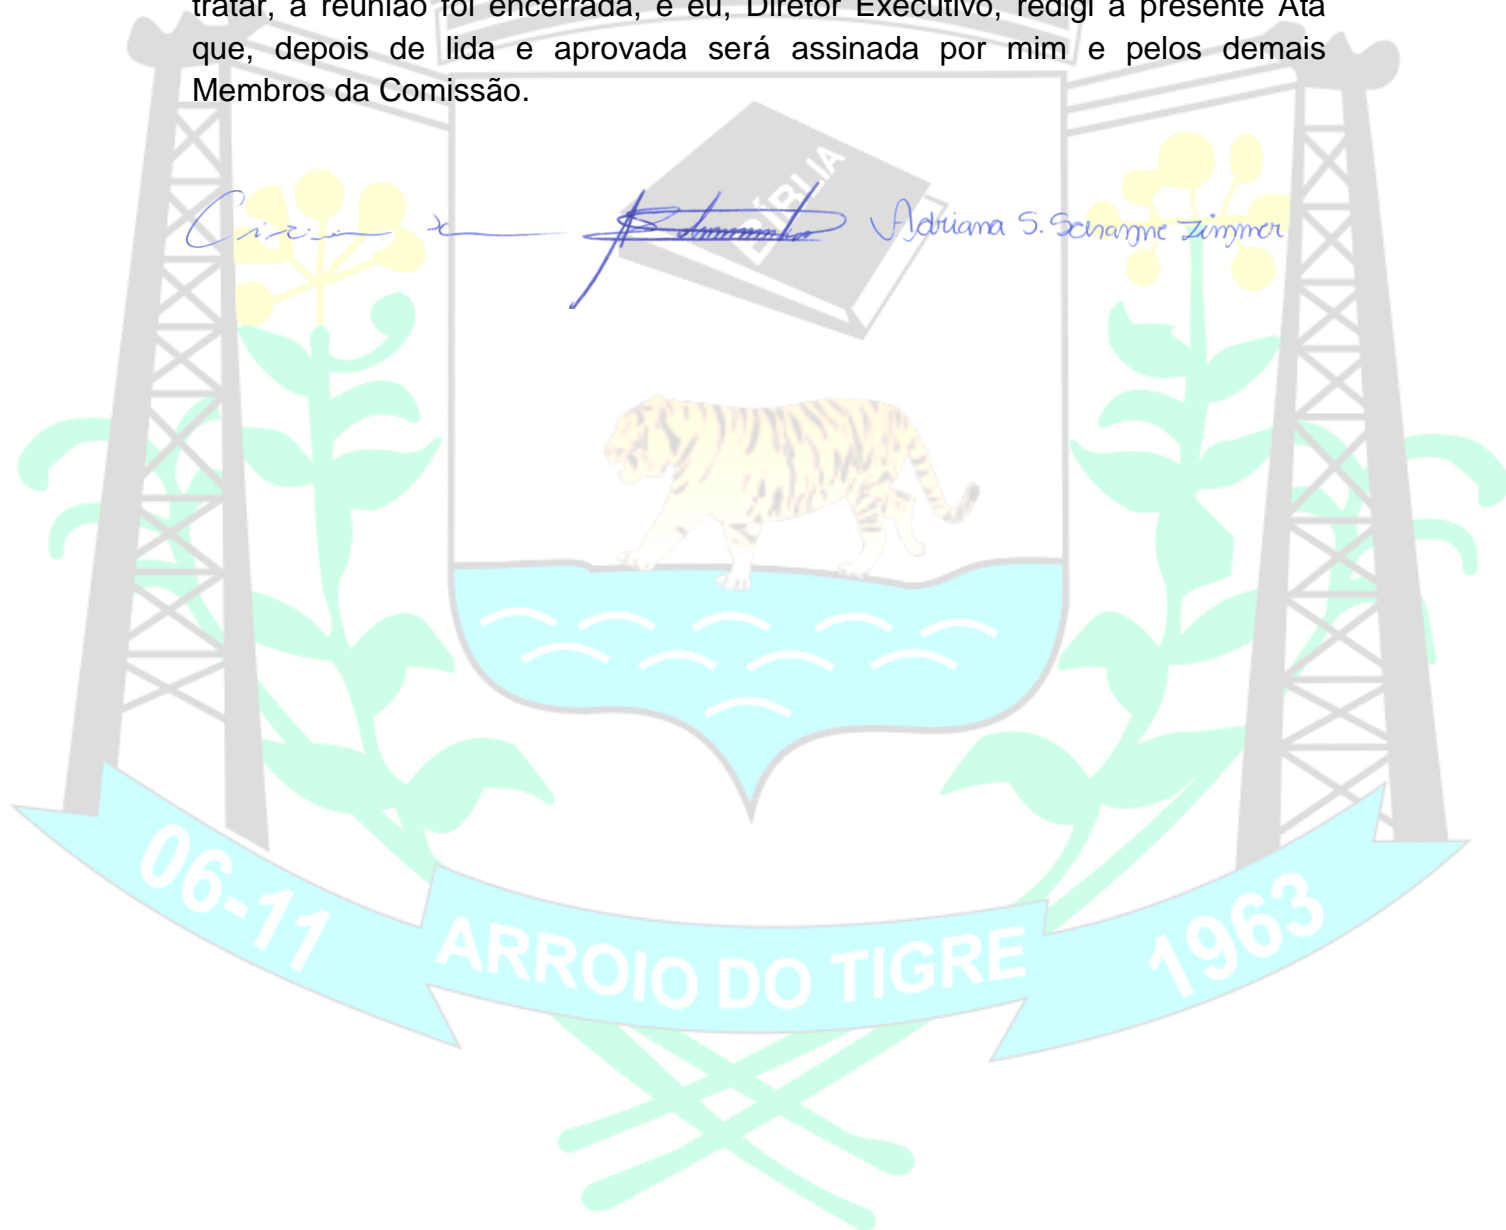 tratar, a reunião foi encerrada, e eu, Diretor Executivo, redigi a presente Ata
que, depois de lida e aprovada será assinada por mim e pelos demais
Membros da Comissão.
BÍBLIA
Adriana S. Scharnne Zimmer
06-11
ARROIO DO TIGRE
1963